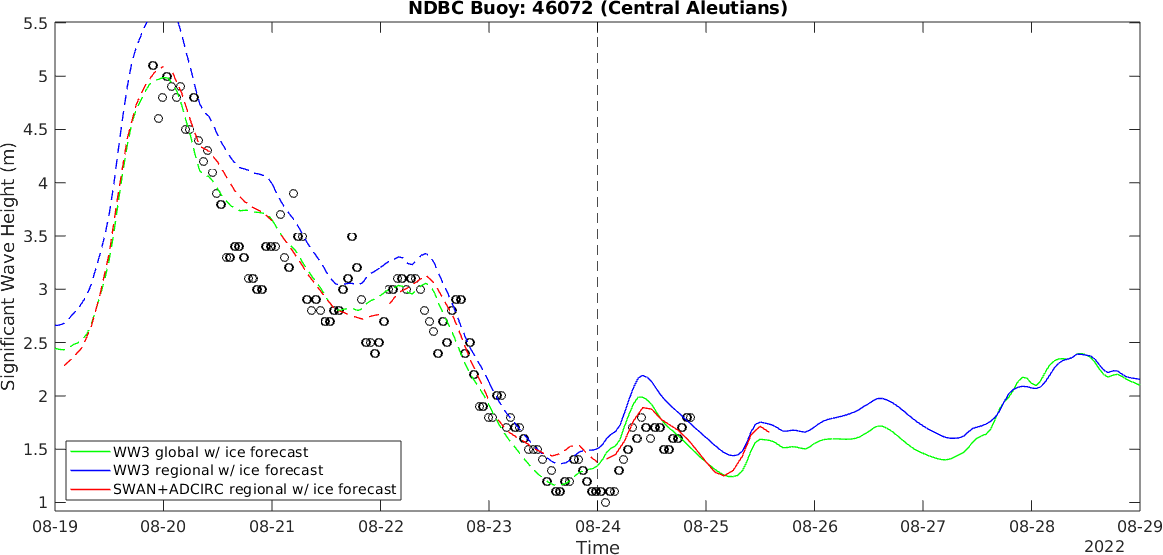 NDBC Buoy: 46072 (Central Aleutians)
5.5
5
4.5
4
3.5
3
2.5
2
1.5
1
Significant Wave Height (m)
WW3 global w/ ice forecast
WW3 regional w/ ice forecast
SWAN+ADCIRC regional w/ ice forecast
08-19 08-20 08-21 08-22 08-23 08-24 08-25 08-26 08-27 08-28 08-29
Time
2022